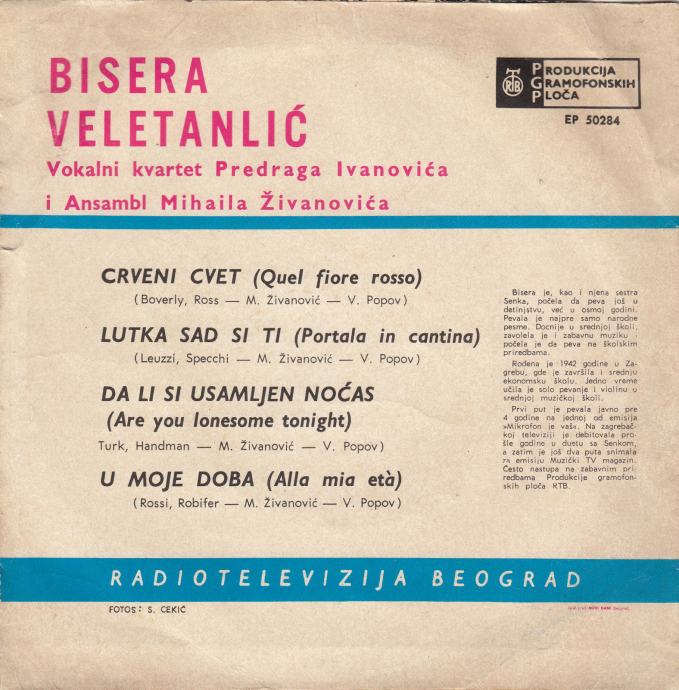 BISERA
VELETANLIĆ
Vokalni kvartet Predraga Ivanovića
i Ansambl Mihaila Živanovića
RTB
PRODUKCIJA
GRAMOFONSKIH
PLOČA
EP 50284
CRVENI CVET (Quel fiore rosso)
(Boverly, Ross — M. Živanović — V. Popov)
LUTKA SAD SI TI (Portala in cantina)
(Leuzzi, Specchi — M. Živanović — V. Popov)
DA LI SI USAMLJEN NOĆAS
(Are you lonesome tonight)
Turk, Handman — M. Živanović — V. Popov)
U MOJE DOBA (Alla mia età)
(Rossi, Robifer — M. Živanović — V. Popov)
Bisera je, kao i njena sestra
Senka, počela da peva još u
detinjstvu, već u osmoj godini.
Pevala je najpre samo narodne
pesme. Docnije u srednjoj školi,
zavolela je i zabavnu muziku i
počela je da peva na školskim
priredbama.
Rođena je 1942 godine u Za-
grebu, gde je završila i srednju
ekonomsku školu. Jedno vreme
učila je solo pevanje i violinu u
srednjoj muzičkoj školi.
Prvi put je pevala javno pre
4 godine na jednoj od emisija
»Mikrofon je vaš«. Na zagrebač-
koj televiziji je debitovala pro-
šle godine u duetu sa Senkom,
a zatim je još dva puta snimala
za emisiju Muzički TV magazin.
Često nastupa na zabavnim pri-
redbama Produkcije gramofon-
skih ploča RTB.
RADIOTELEVIZIJA BEOGRAD
FOTOS: S. CEKIĆ